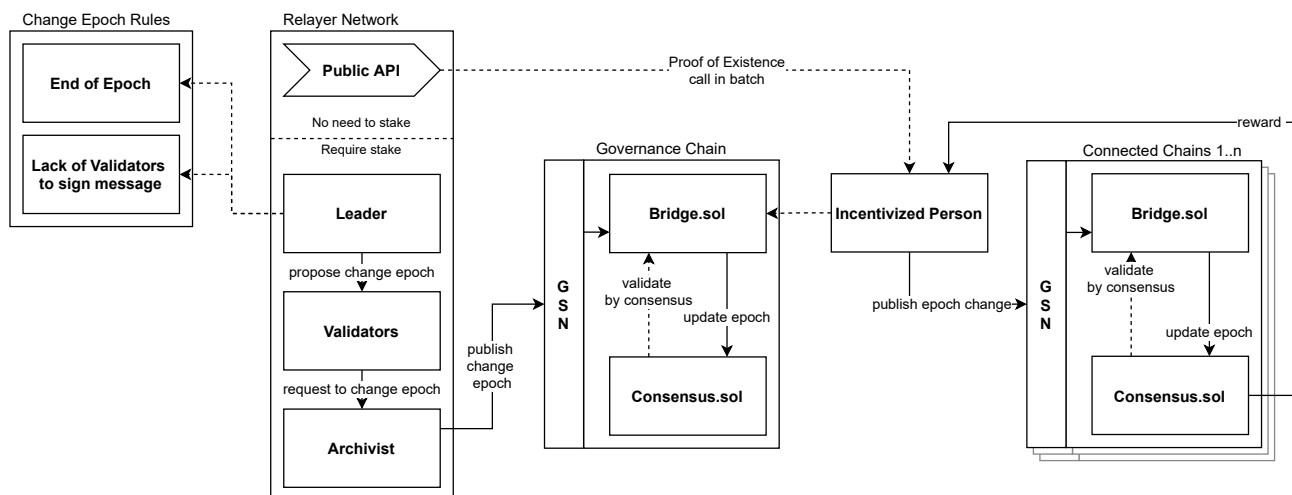 Change Epoch Rules
End of Epoch
Lack of Validators
to sign message
Relayer Network
Public API
No need to stake
Require stake
Leader
propose change epoch
Validators
request to change epoch
Archivist
publish
change
epoch
Proof of Existence
call in batch
Governance Chain
G
S
N
Bridge.sol
validate
by consensus
update epoch
Consensus.sol
Incentivized Person
publish epoch change
reward
Connected Chains 1..n
G
S
N
Bridge.sol
validate
by consensus
update epoch
Consensus.sol